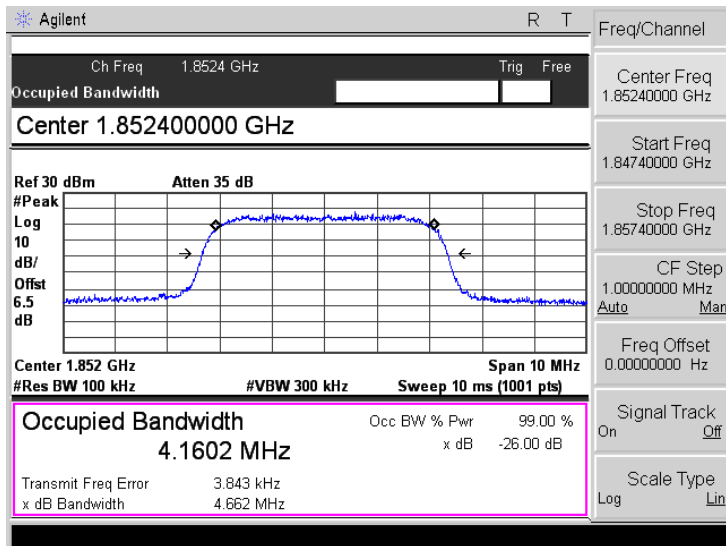 Agilent R T
Ch Freq 1.8524 GHz Trig Free
Occupied Bandwidth
Center 1.852400000 GHz
Ref 30 dBm Atten 35 dB
#Peak
Log
10
dB/
Offst
6.5
dB
Center 1.852 GHz Span 10 MHz
#Res BW 100 kHz #VBW 300 kHz Sweep 10 ms (1001 pts)
Occupied Bandwidth Occ BW % Pwr 99.00 %
4.1602 MHz x dB -26.00 dB
Transmit Freq Error 3.843 kHz
x dB Bandwidth 4.662 MHz
Freq/Channel
Center Freq
1.85240000 GHz
Start Freq
1.84740000 GHz
Stop Freq
1.85740000 GHz
CF Step
1.00000000 MHz
Auto Man
Freq Offset
0.00000000 Hz
Signal Track
On Off
Scale Type
Log Lin